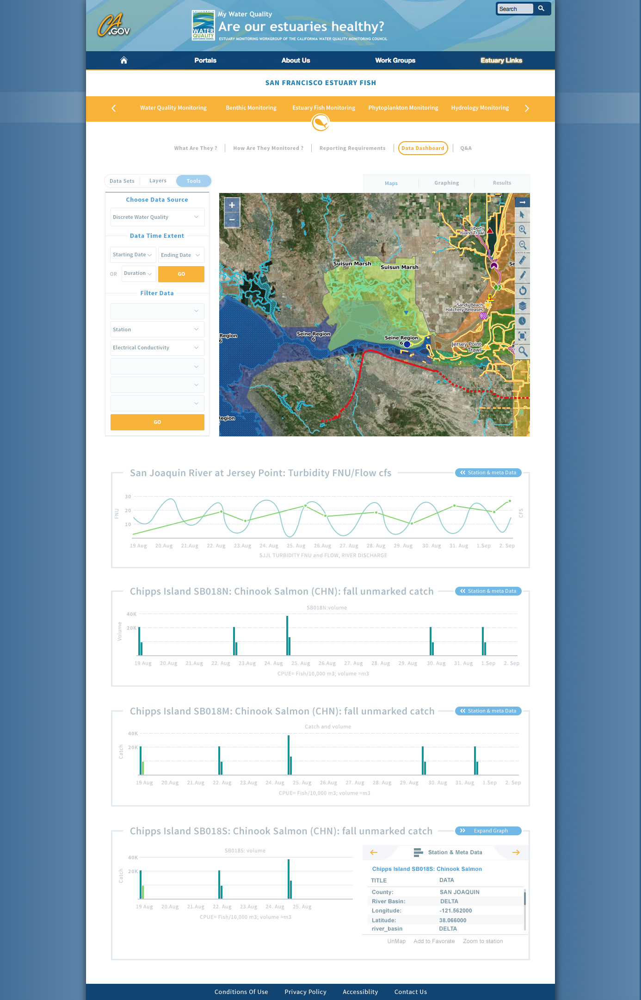 CA.GOV
CALIFORNIA WATER QUALITY MONITORING COUNCIL
My Water Quality
Are our estuaries healthy?
ESTUARY MONITORING WORKGROUP OF THE CALIFORNIA WATER QUALITY MONITORING COUNCIL
Search
Portals About Us Work Groups Estuary Links
SAN FRANCISCO ESTUARY FISH
Water Quality Monitoring Benthic Monitoring Estuary Fish Monitoring Phytoplankton Monitoring Hydrology Monitoring
What Are They ? How Are They Monitored ? Reporting Requirements Data Dashboard Q&A
Data Sets Layers Tools
Maps Graphing Results
Choose Data Source
Discrete Water Quality
Data Time Extent
Starting Date Ending Date
OR Duration GO
Filter Data
Station
Electrical Conductivity
GO
+
−
Liberty
Island Trawl
Suisun Marsh Suisun Marsh Se
Sandy Beach
Hatchery Releases
Region
6
Seine Region
6
Seine Region
6
Jersey Point
Trawl
Region
San Joaquin River at Jersey Point: Turbidity FNU/Flow cfs
Station & meta Data
30
20
10
FNU
CFS
19 Aug 20.Aug 21.Aug 22. Aug 23.Aug 24. Aug 25. Aug 26.Aug 27. Aug 28. Aug 29. Aug 30. Aug 31. Aug 1.Sep 2. Sep
SJJL TURBIDITY FNU and FLOW, RIVER DISCHARGE
Chipps Island SB018N: Chinook Salmon (CHN): fall unmarked catch
Station & meta Data
SB018N:volume
40K
20K
Volume
19 Aug 20.Aug 21.Aug 22. Aug 23.Aug 24. Aug 25. Aug 26.Aug 27. Aug 28. Aug 29. Aug 30. Aug 31. Aug 1.Sep 2. Sep
CPUE= Fish/10,000 m3; volume =m3
Chipps Island SB018M: Chinook Salmon (CHN): fall unmarked catch
Station & meta Data
Catch and volume
40K
20K
Catch
19 Aug 20.Aug 21.Aug 22. Aug 23.Aug 24. Aug 25. Aug 26.Aug 27. Aug 28. Aug 29. Aug 30. Aug 31. Aug 1.Sep 2. Sep
CPUE= Fish/10,000 m3; volume =m3
Chipps Island SB018S: Chinook Salmon (CHN): fall unmarked catch
Expand Graph
SB0185: volume
40K
20K
Catch
19 Aug 20.Aug 21.Aug 22. Aug 23.Aug 24. Aug 25. Aug
CPUE= Fish/10,000 m3; volume =m3
Station & Meta Data
Chipps Island SB018S: Chinook Salmon
TITLE DATA
County: SAN JOAQUIN
River Basin: DELTA
Longitude: -121.562000
Latitude: 38.066000
river_basin DELTA
UnMap Add to Favorate Zoom to station
Conditions Of Use Privacy Policy Accessiblity Contact Us